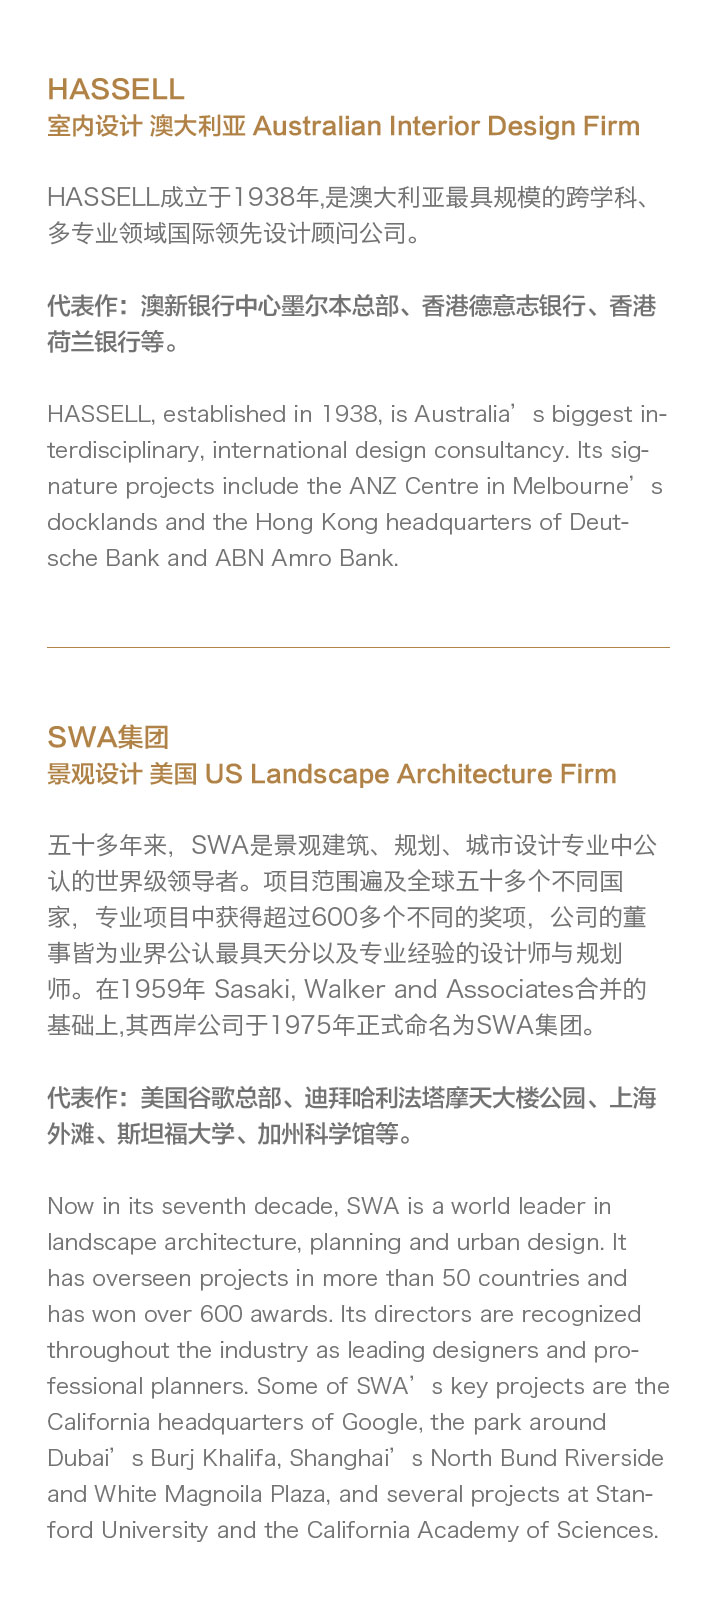 HASSELL
室内设计 澳大利亚 Australian Interior Design Firm
HASSELL成立于1938年,是澳大利亚最具规模的跨学科、
多专业领域国际领先设计顾问公司。
代表作：澳新银行中心墨尔本总部、香港德意志银行、香港
荷兰银行等。
HASSELL, established in 1938, is Australia’s biggest in-
terdisciplinary, international design consultancy. Its sig-
nature projects include the ANZ Centre in Melbourne’s
docklands and the Hong Kong headquarters of Deut-
sche Bank and ABN Amro Bank.
SWA集团
景观设计 美国 US Landscape Architecture Firm
五十多年来，SWA是景观建筑、规划、城市设计专业中公
认的世界级领导者。项目范围遍及全球五十多个不同国
家，专业项目中获得超过600多个不同的奖项，公司的董
事皆为业界公认最具天分以及专业经验的设计师与规划
师。在1959年 Sasaki, Walker and Associates合并的
基础上,其西岸公司于1975年正式命名为SWA集团。
代表作：美国谷歌总部、迪拜哈利法塔摩天大楼公园、上海
外滩、斯坦福大学、加州科学馆等。
Now in its seventh decade, SWA is a world leader in
landscape architecture, planning and urban design. It
has overseen projects in more than 50 countries and
has won over 600 awards. Its directors are recognized
throughout the industry as leading designers and pro-
fessional planners. Some of SWA’s key projects are the
California headquarters of Google, the park around
Dubai’s Burj Khalifa, Shanghai’s North Bund Riverside
and White Magnoila Plaza, and several projects at Stan-
ford University and the California Academy of Sciences.